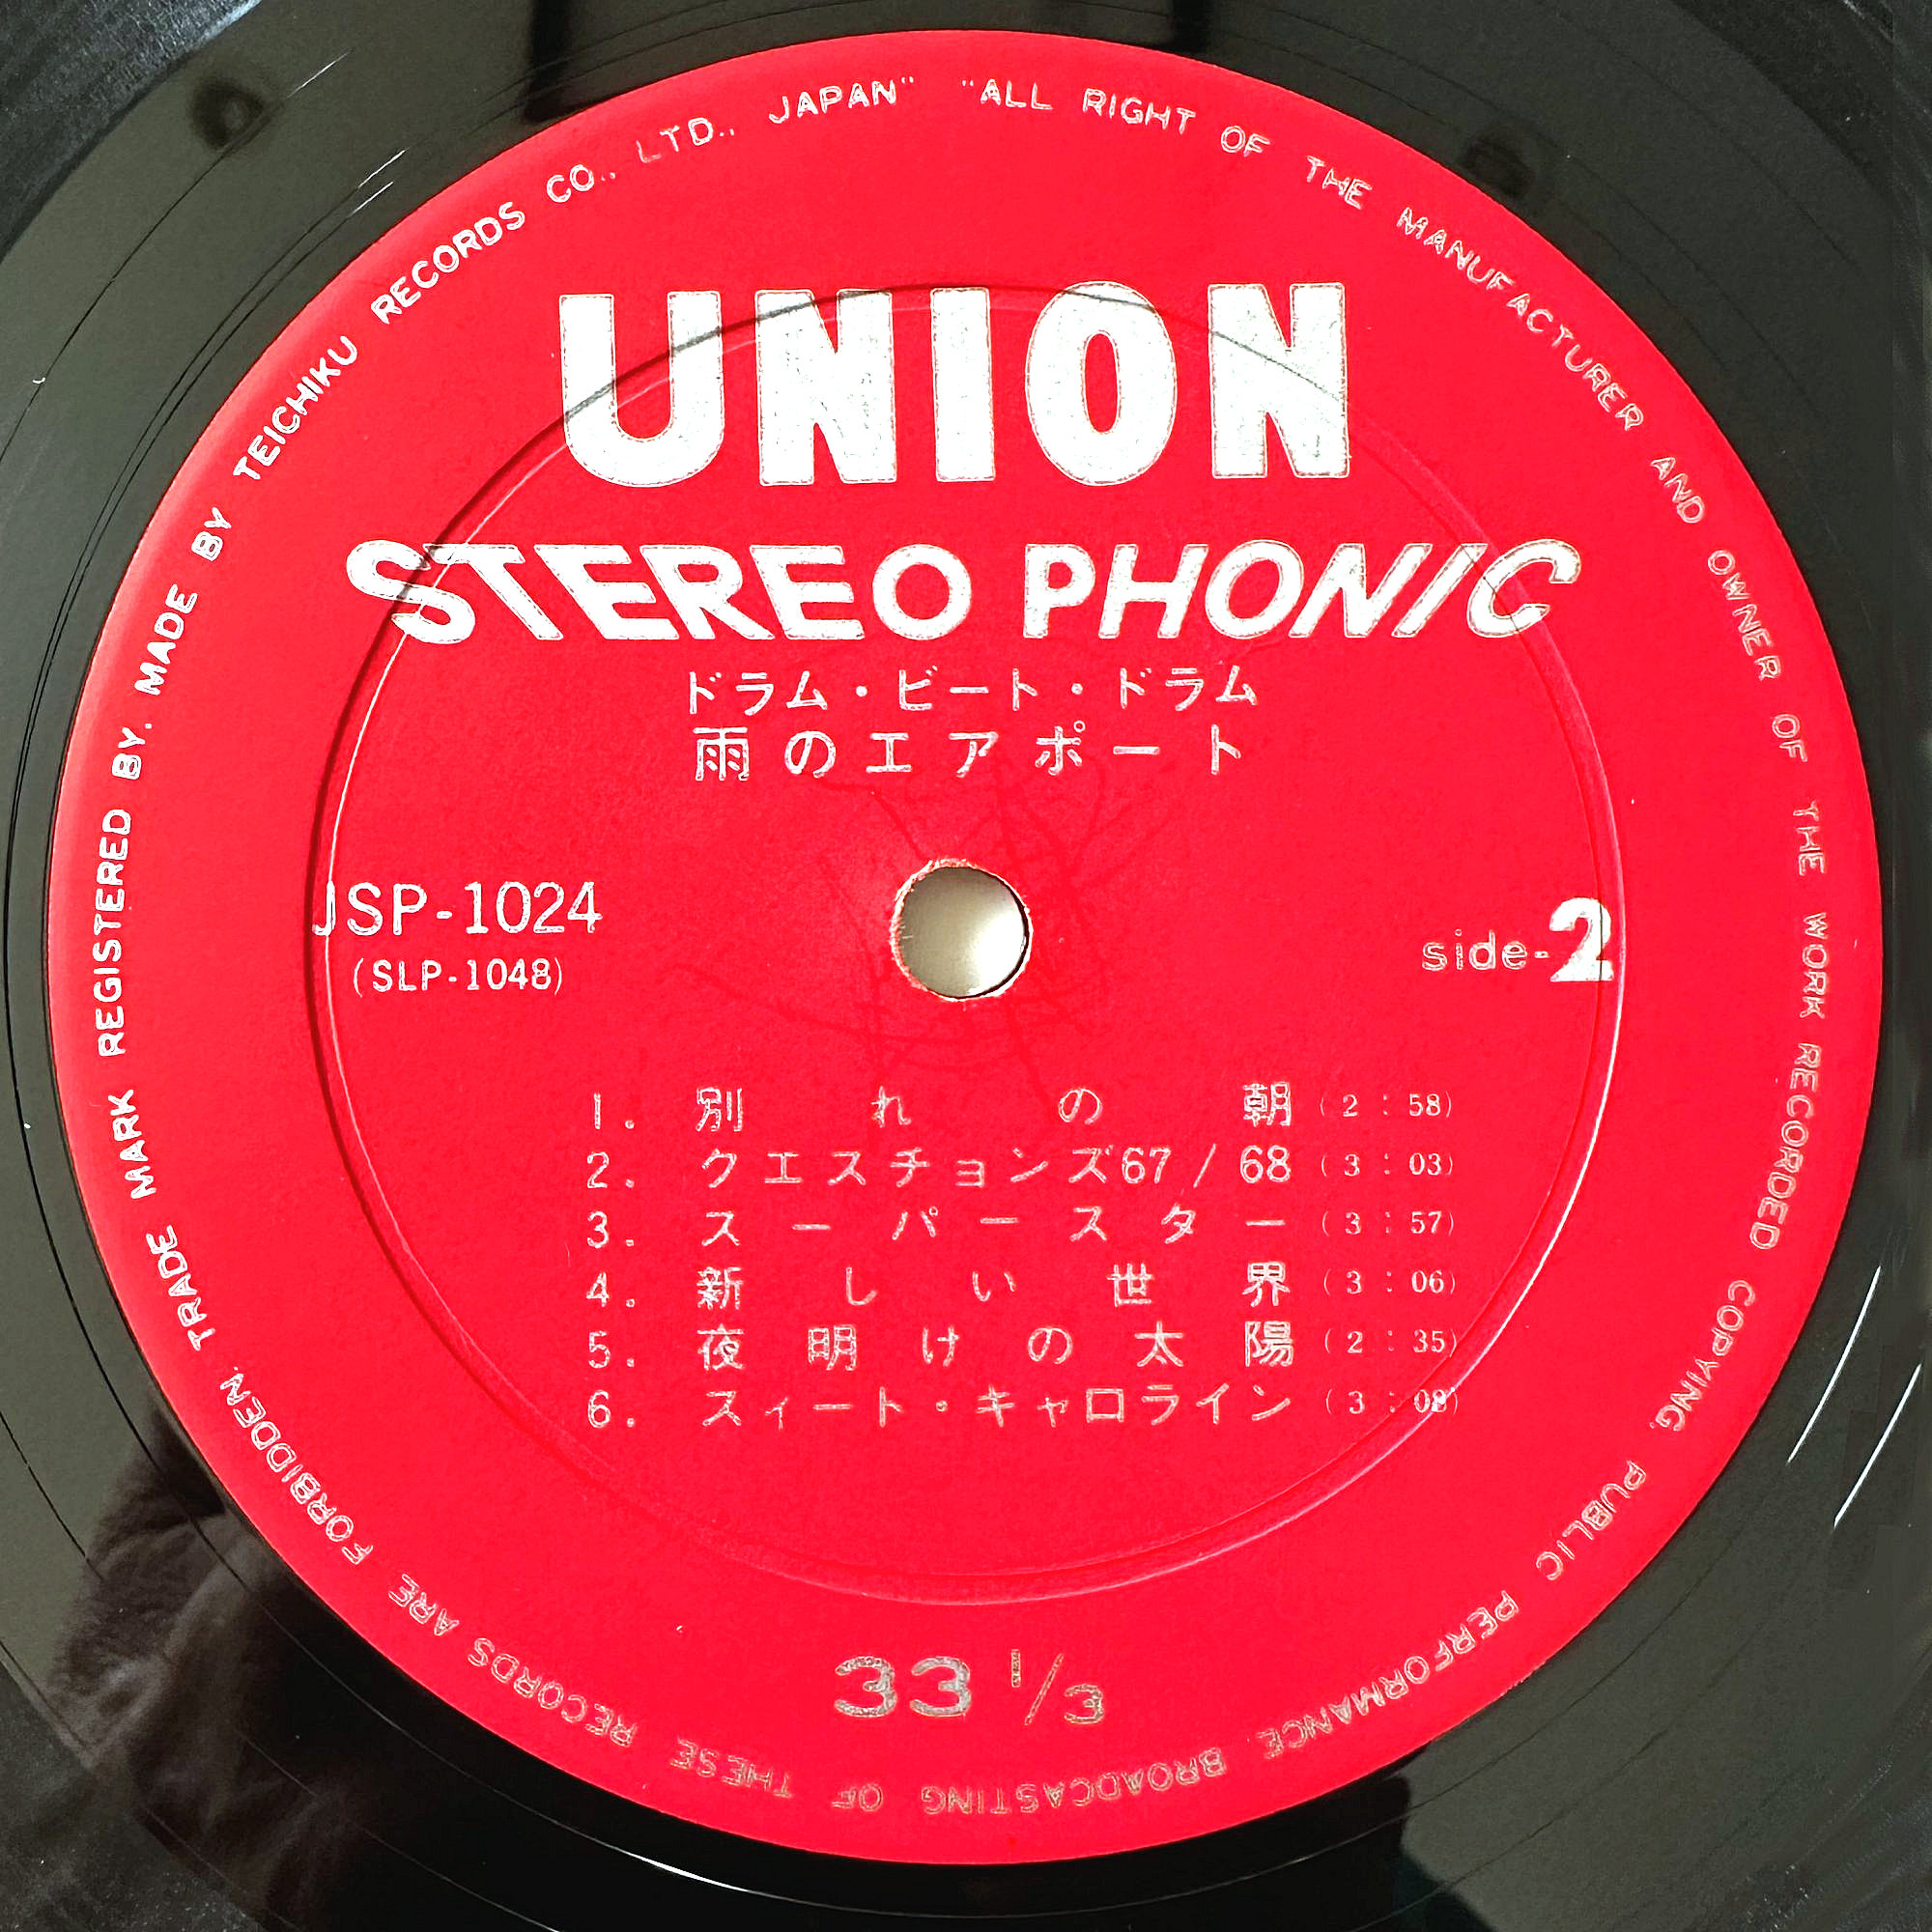 TRADE MARK REGISTERED BY. MADE BY TEICHIKU RECORDS CO., LTD., JAPAN" "ALL RIGHT OF THE MANUFACTURER AND OWNER OF THE WORK RECORDED COPYING. PUBLIC PERFORMANCE BROADCASTING OF THESE RECORDS ARE FORBIDDEN.
UNION
STEREO PHONIC
ドラム・ビート・ドラム
雨のエアポート
JSP-1024
(SLP-1048)
side-2
1. 別れの朝 (2:58)
2. クエスチョンズ67/68 (3:03)
3. スーパースター (3:57)
4. 新しい世界 (3:06)
5. 夜明けの太陽 (2:35)
6. スィート・キャロライン (3:08)
33 1/3